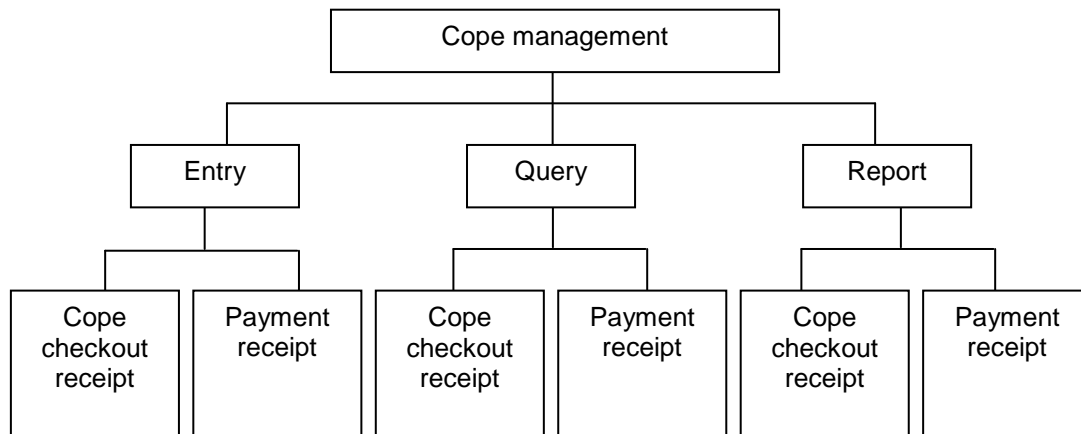 Cope management
Entry
Query
Report
Cope
checkout
receipt
Payment
receipt
Cope
checkout
receipt
Payment
receipt
Cope
checkout
receipt
Payment
receipt